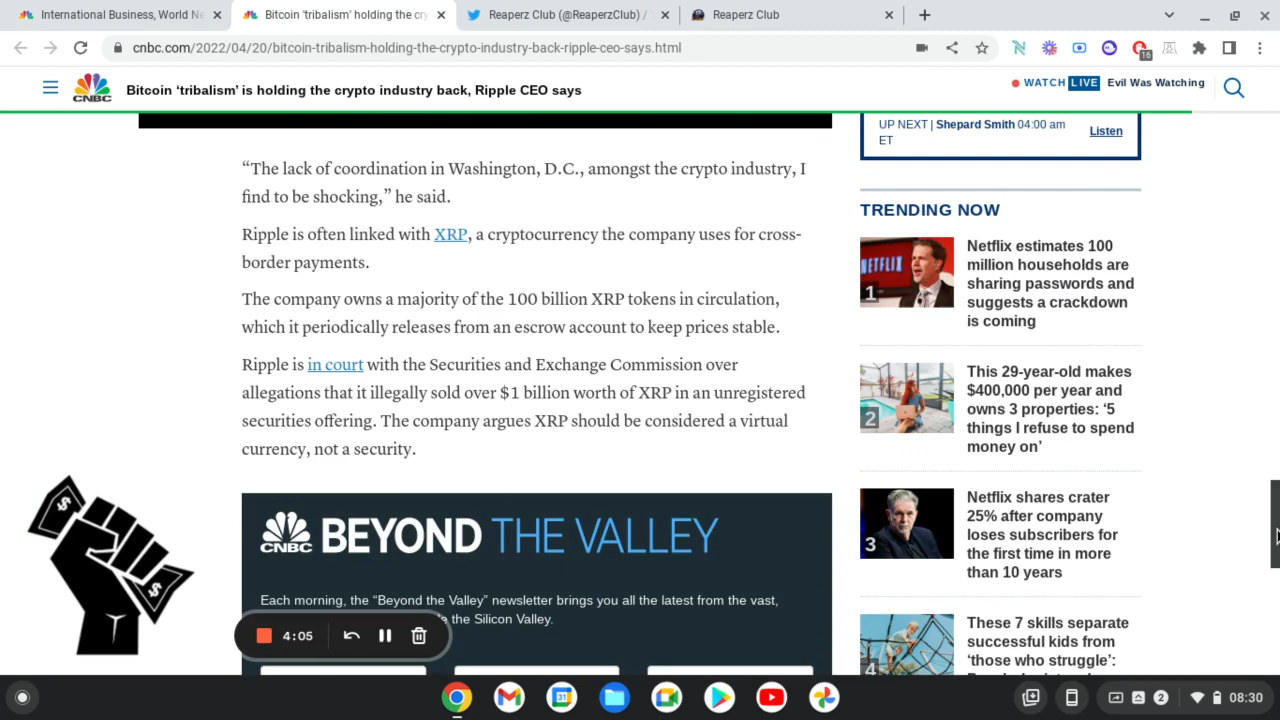 International Business, World Ne
Bitcoin 'tribalism' holding the cry
Reaperz Club (@ReaperzClub) /
Reaperz Club
cnbc.com/2022/04/20/bitcoin-tribalism-holding-the-crypto-industry-back-ripple-ceo-says.html
16
CNBC
Bitcoin ‘tribalism’ is holding the crypto industry back, Ripple CEO says
WATCH LIVE Evil Was Watching
UP NEXT | Shepard Smith 04:00 am
ET
Listen
“The lack of coordination in Washington, D.C., amongst the crypto industry, I
find to be shocking,” he said.
Ripple is often linked with XRP, a cryptocurrency the company uses for cross-
border payments.
The company owns a majority of the 100 billion XRP tokens in circulation,
which it periodically releases from an escrow account to keep prices stable.
Ripple is in court with the Securities and Exchange Commission over
allegations that it illegally sold over $1 billion worth of XRP in an unregistered
securities offering. The company argues XRP should be considered a virtual
currency, not a security.
CNBC BEYOND THE VALLEY
Each morning, the “Beyond the Valley” newsletter brings you all the latest from the vast,
the Silicon Valley.
TRENDING NOW
NETFLIX
1
Netflix estimates 100
million households are
sharing passwords and
suggests a crackdown
is coming
2
This 29-year-old makes
$400,000 per year and
owns 3 properties: ‘5
things I refuse to spend
money on’
3
Netflix shares crater
25% after company
loses subscribers for
the first time in more
than 10 years
4
These 7 skills separate
successful kids from
‘those who struggle’:
$
$
4:05
31
2
08:30